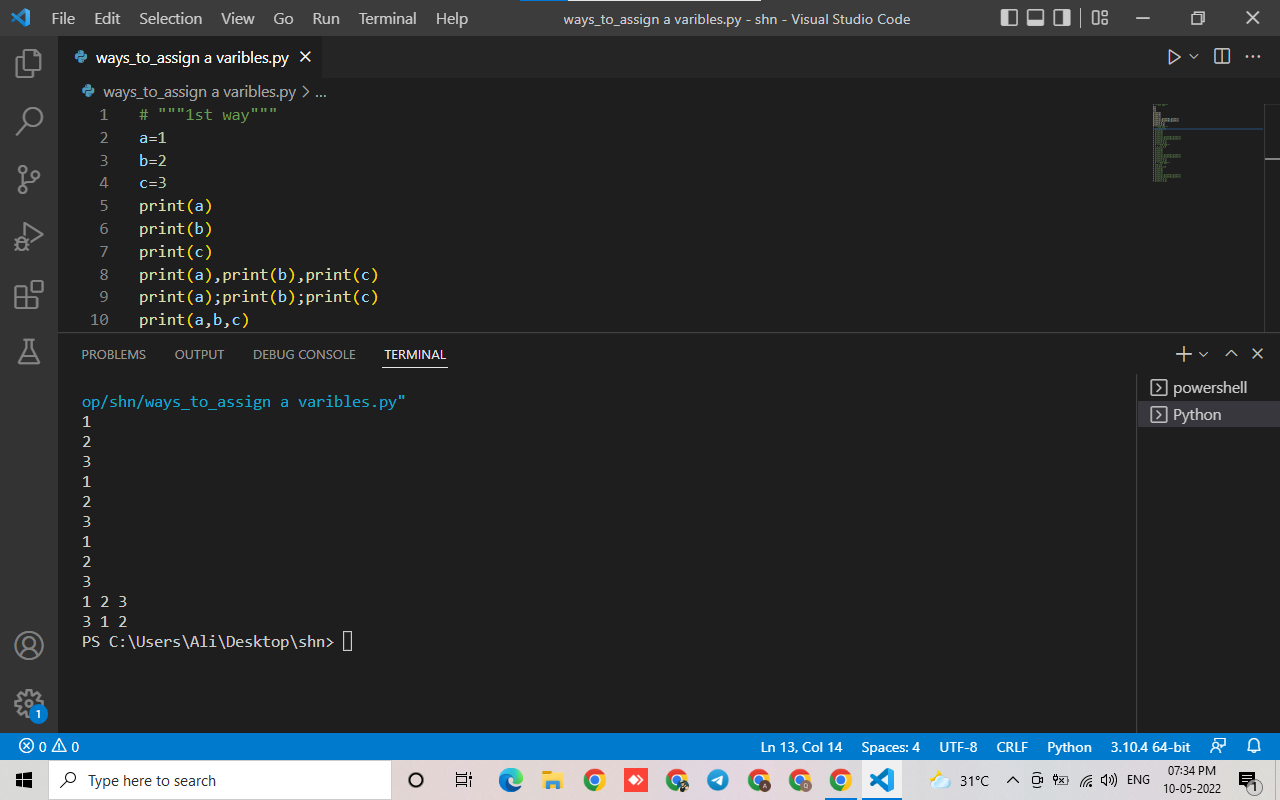 File Edit Selection View Go Run Terminal Help ways_to_assign a varibles.py - shn - Visual Studio Code
ways_to_assign a varibles.py
ways_to_assign a varibles.py > ...
1 # """1st way"""
2 a=1
3 b=2
4 c=3
5 print(a)
6 print(b)
7 print(c)
8 print(a),print(b),print(c)
9 print(a);print(b);print(c)
10 print(a,b,c)
PROBLEMS OUTPUT DEBUG CONSOLE TERMINAL
powershell
Python
op/shn/ways_to_assign a varibles.py"
1
2
3
1
2
3
1
2
3
1 2 3
3 1 2
PS C:\Users\Ali\Desktop\shn>
1
0 0 Ln 13, Col 14 Spaces: 4 UTF-8 CRLF Python 3.10.4 64-bit
Type here to search 31°C ENG 07:34 PM
10-05-2022 1